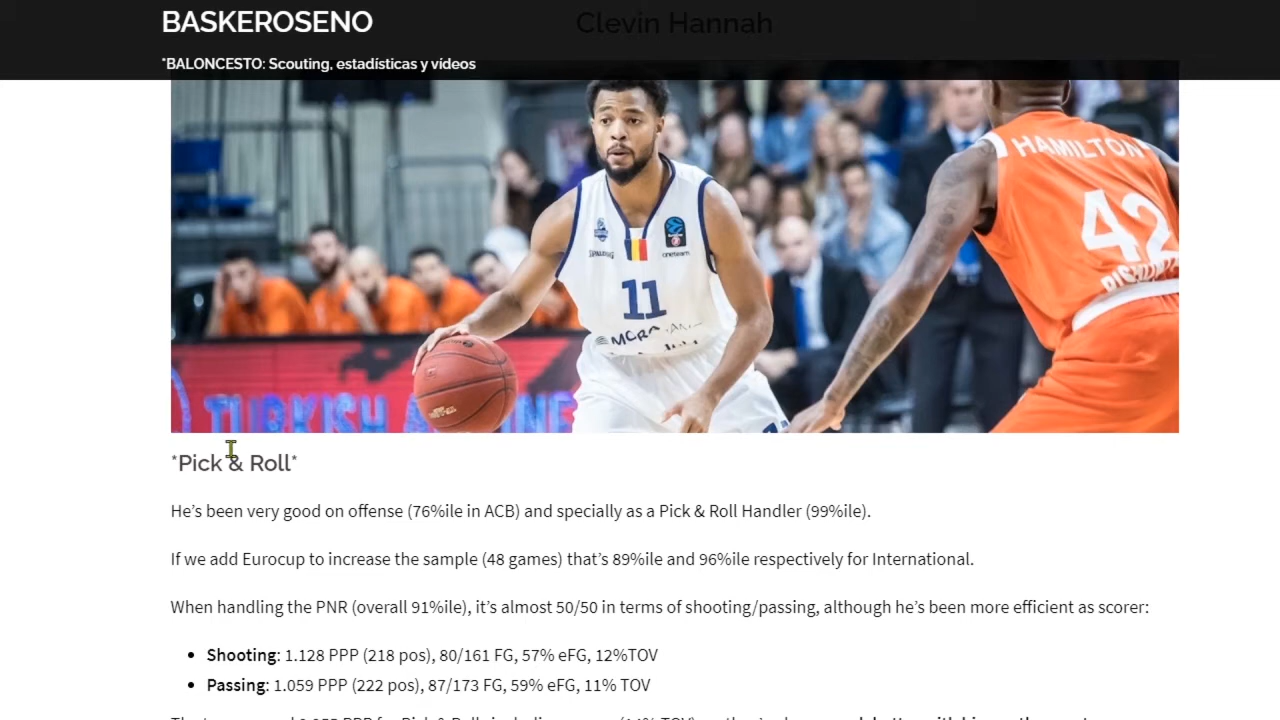 BASKEROSENO
Clevin Hannah
*BALONCESTO: Scouting, estadísticas y vídeos
HAMILTON
42
11
TURKISH
*Pick & Roll*
He’s been very good on offense (76%ile in ACB) and specially as a Pick & Roll Handler (99%ile).
If we add Eurocup to increase the sample (48 games) that’s 89%ile and 96%ile respectively for International.
When handling the PNR (overall 91%ile), it’s almost 50/50 in terms of shooting/passing, although he’s been more efficient as scorer:
• Shooting: 1.128 PPP (218 pos), 80/161 FG, 57% eFG, 12%TOV
• Passing: 1.059 PPP (222 pos), 87/173 FG, 59% eFG, 11% TOV